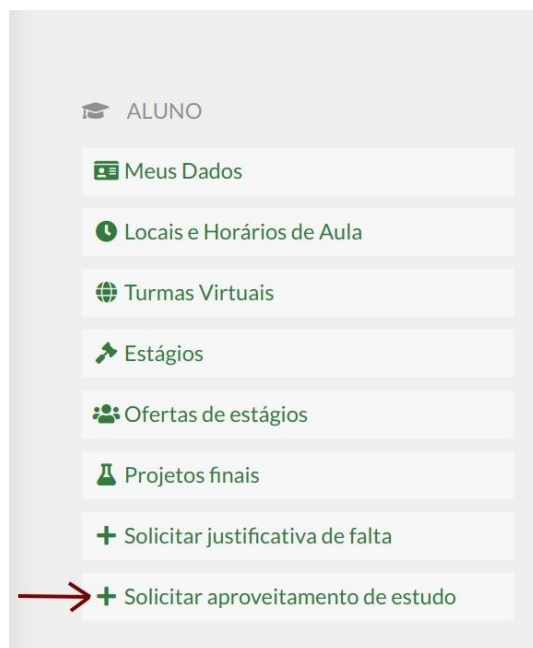 ALUNO
Meus Dados
Locais e Horários de Aula
Turmas Virtuais
Estágios
Ofertas de estágios
Projetos finais
Solicitar justificativa de falta
Solicitar aproveitamento de estudo